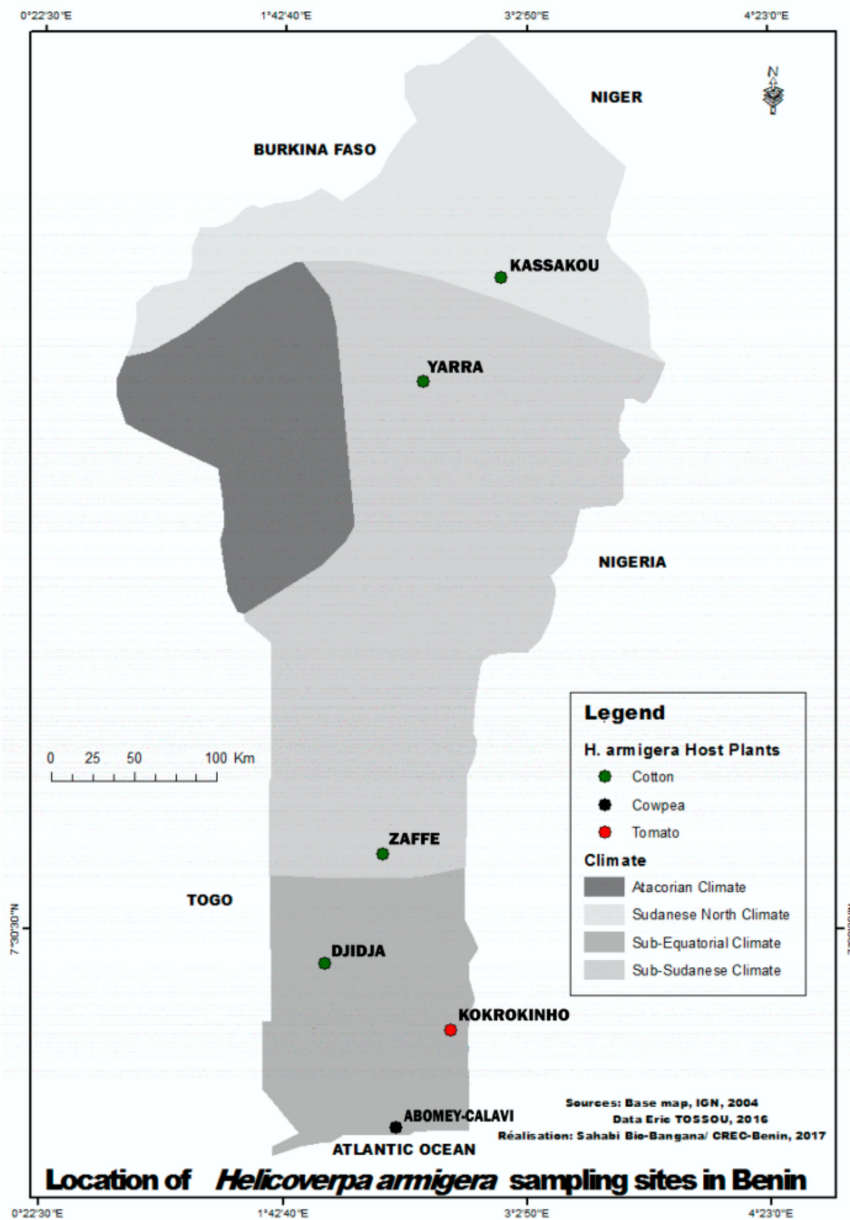 0°22'30"E 1°42'40"E 3°2'50"E 4°23'0"E
N
NIGER
BURKINA FASO
KASSAKOU
YARRA
NIGERIA
Legend
H. armigera Host Plants
0 25 50 100 Km
Cotton
Cowpea
Tomato
ZAFFE
Climate
Atacorian Climate
TOGO
Sudanese North Climate
7°30'30"N
Sub-Equatorial Climate
DJIDJA
Sub-Sudanese Climate
KOKROKINHO
Sources: Base map, IGN, 2004
ABOMEY-CALAVI
Data Eric TOSSOU, 2016
Réalisation: Sahabi Bio-Bangana/ CREC-Benin, 2017
ATLANTIC OCEAN
Location of Helicoverpa armigera sampling sites in Benin
0°22'30"E 1°42'40"E 3°2'50"E 4°23'0"E